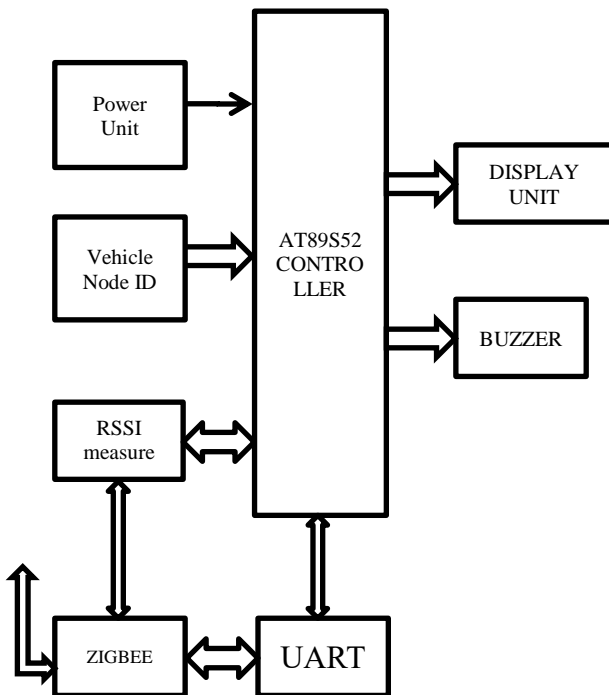 Power
Unit
Vehicle
Node ID
AT89S52
CONTRO
LLER
DISPLAY
UNIT
BUZZER
RSSI
measure
ZIGBEE
UART